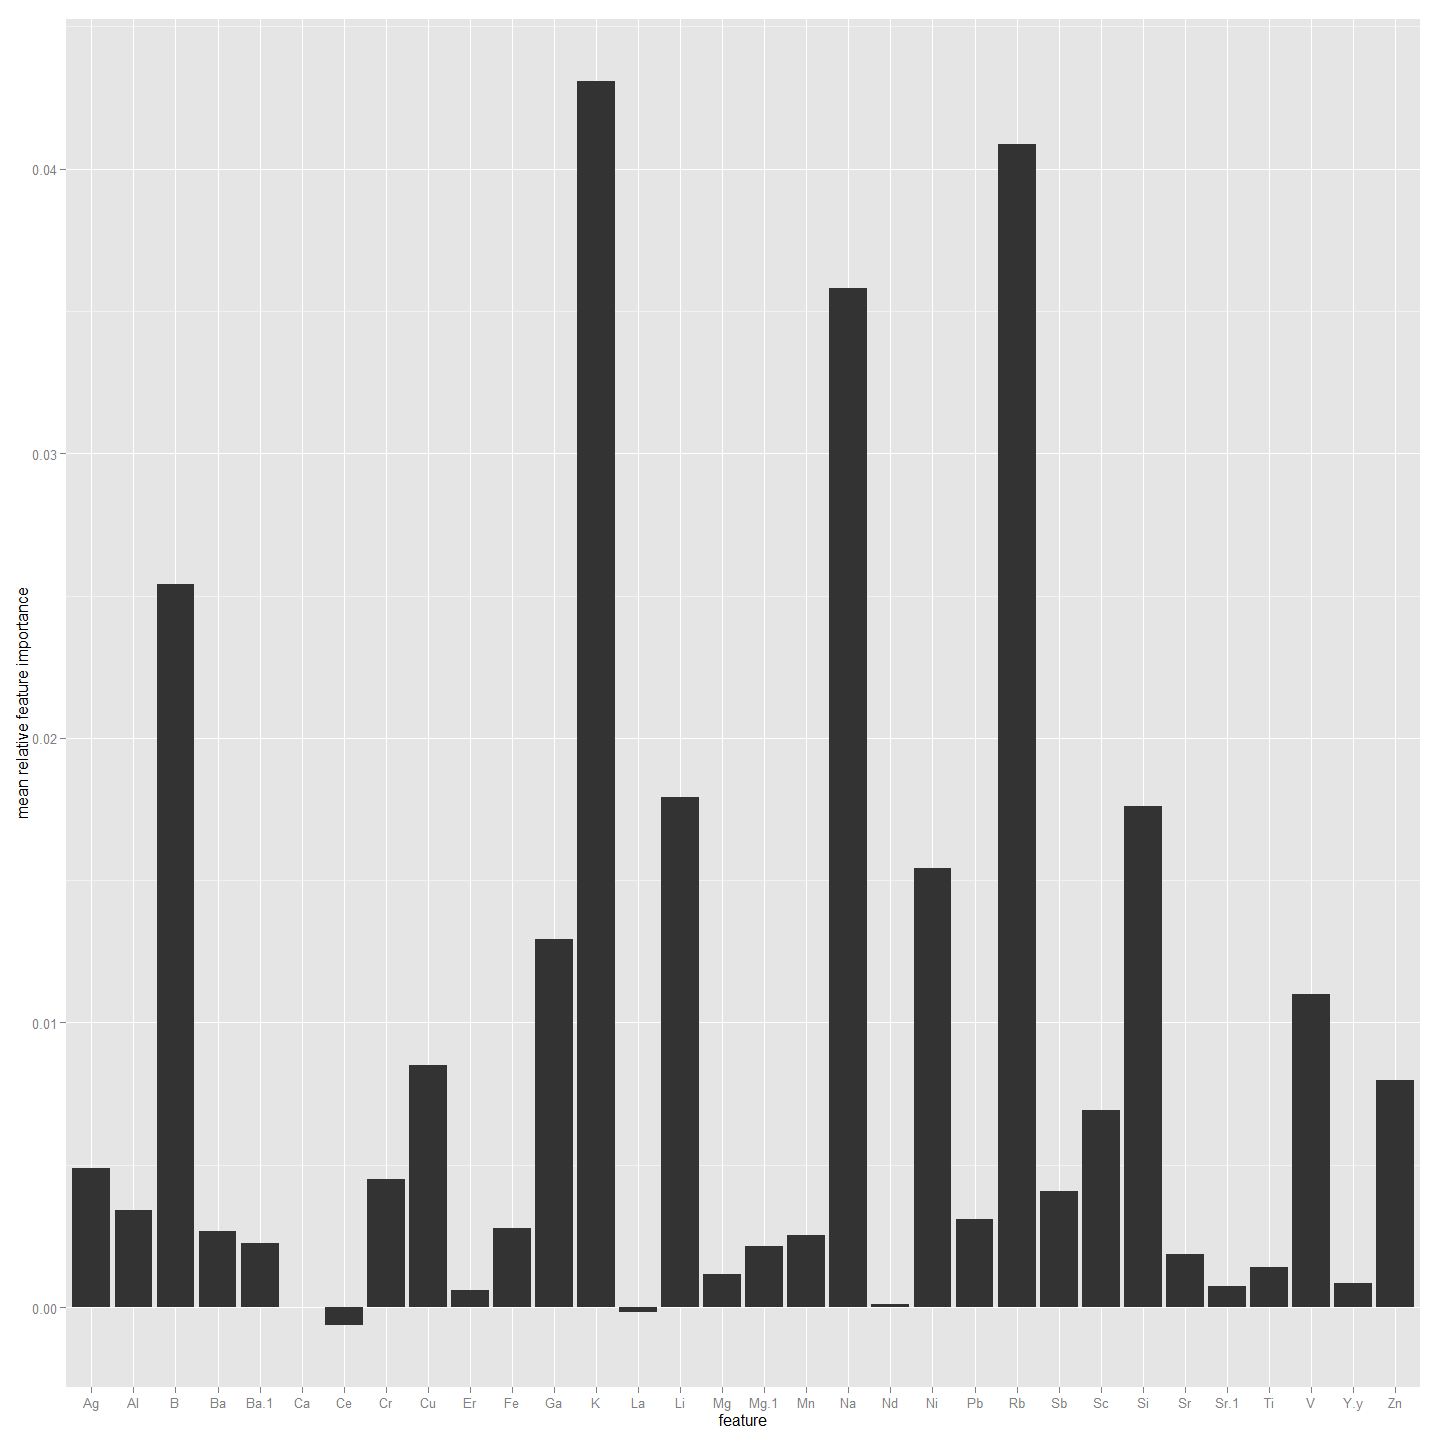 mean relative feature importance
0.04
0.03
0.02
0.01
0.00
Ag Al B Ba Ba.1 Ca Ce Cr Cu Er Fe Ga K La Li Mg Mg.1 Mn Na Nd Ni Pb Rb Sb Sc Si Sr Sr.1 Ti V Y.y Zn
feature